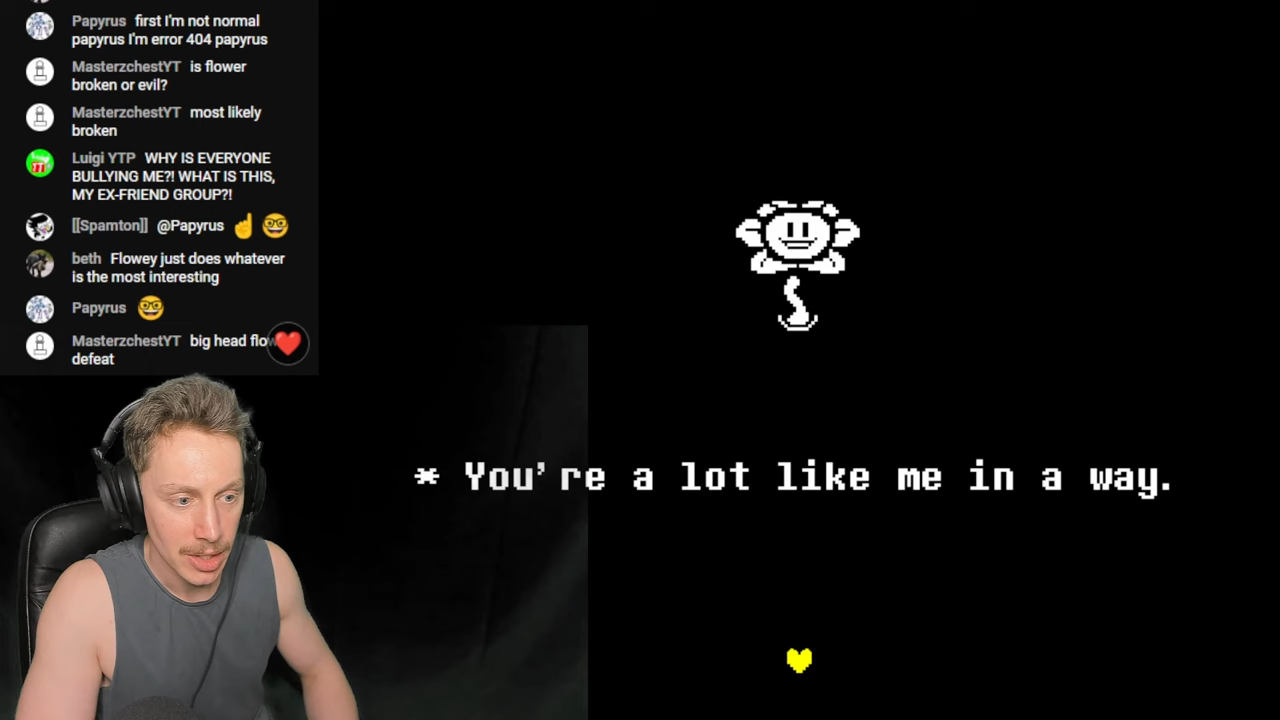 Papyrus first I'm not normal
papyrus I'm error 404 papyrus
MasterzchestYT is flower
broken or evil?
MasterzchestYT most likely
broken
Luigi YTP WHY IS EVERYONE
BULLYING ME?! WHAT IS THIS,
MY EX-FRIEND GROUP?!
[[Spamton]] @Papyrus ☝️ 🤓
beth Flowey just does whatever
is the most interesting
Papyrus 🤓
MasterzchestYT big head
defeat
* You're a lot like me in a way.